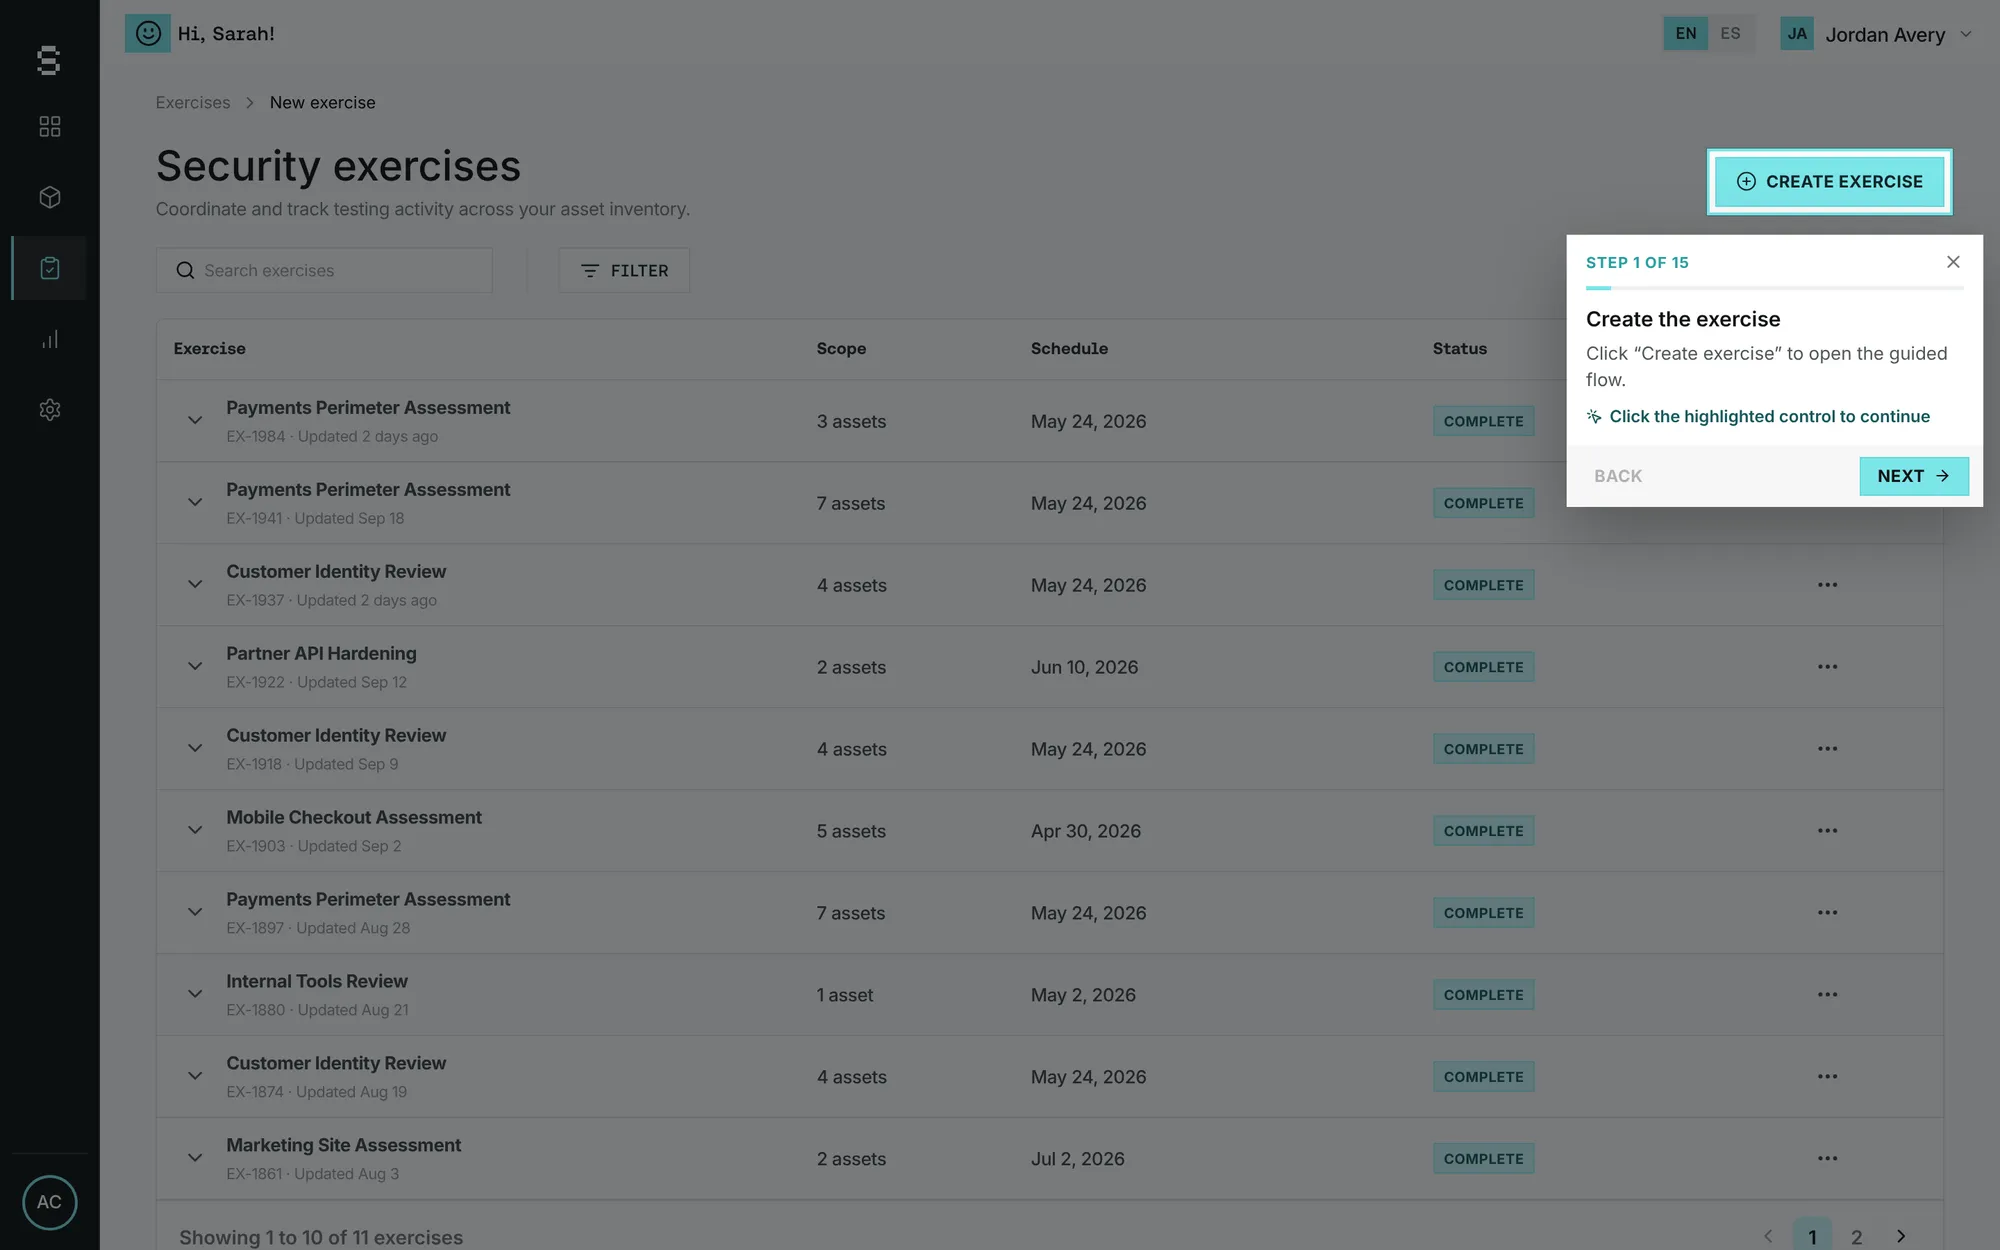 Hi, Sarah!
EN ES
JA Jordan Avery
Exercises > New exercise
Security exercises
Coordinate and track testing activity across your asset inventory.
CREATE EXERCISE
Search exercises
FILTER
STEP 1 OF 15
Create the exercise
Click “Create exercise” to open the guided
flow.
Click the highlighted control to continue
BACK
NEXT
Exercise Scope Schedule Status
Payments Perimeter Assessment
EX-1984 · Updated 2 days ago
3 assets May 24, 2026 COMPLETE
Payments Perimeter Assessment
EX-1941 · Updated Sep 18
7 assets May 24, 2026 COMPLETE
Customer Identity Review
EX-1937 · Updated 2 days ago
4 assets May 24, 2026 COMPLETE
Partner API Hardening
EX-1922 · Updated Sep 12
2 assets Jun 10, 2026 COMPLETE
Customer Identity Review
EX-1918 · Updated Sep 9
4 assets May 24, 2026 COMPLETE
Mobile Checkout Assessment
EX-1903 · Updated Sep 2
5 assets Apr 30, 2026 COMPLETE
Payments Perimeter Assessment
EX-1897 · Updated Aug 28
7 assets May 24, 2026 COMPLETE
Internal Tools Review
EX-1880 · Updated Aug 21
1 asset May 2, 2026 COMPLETE
Customer Identity Review
EX-1874 · Updated Aug 19
4 assets May 24, 2026 COMPLETE
Marketing Site Assessment
EX-1861 · Updated Aug 3
2 assets Jul 2, 2026 COMPLETE
AC
Showing 1 to 10 of 11 exercises
1 2